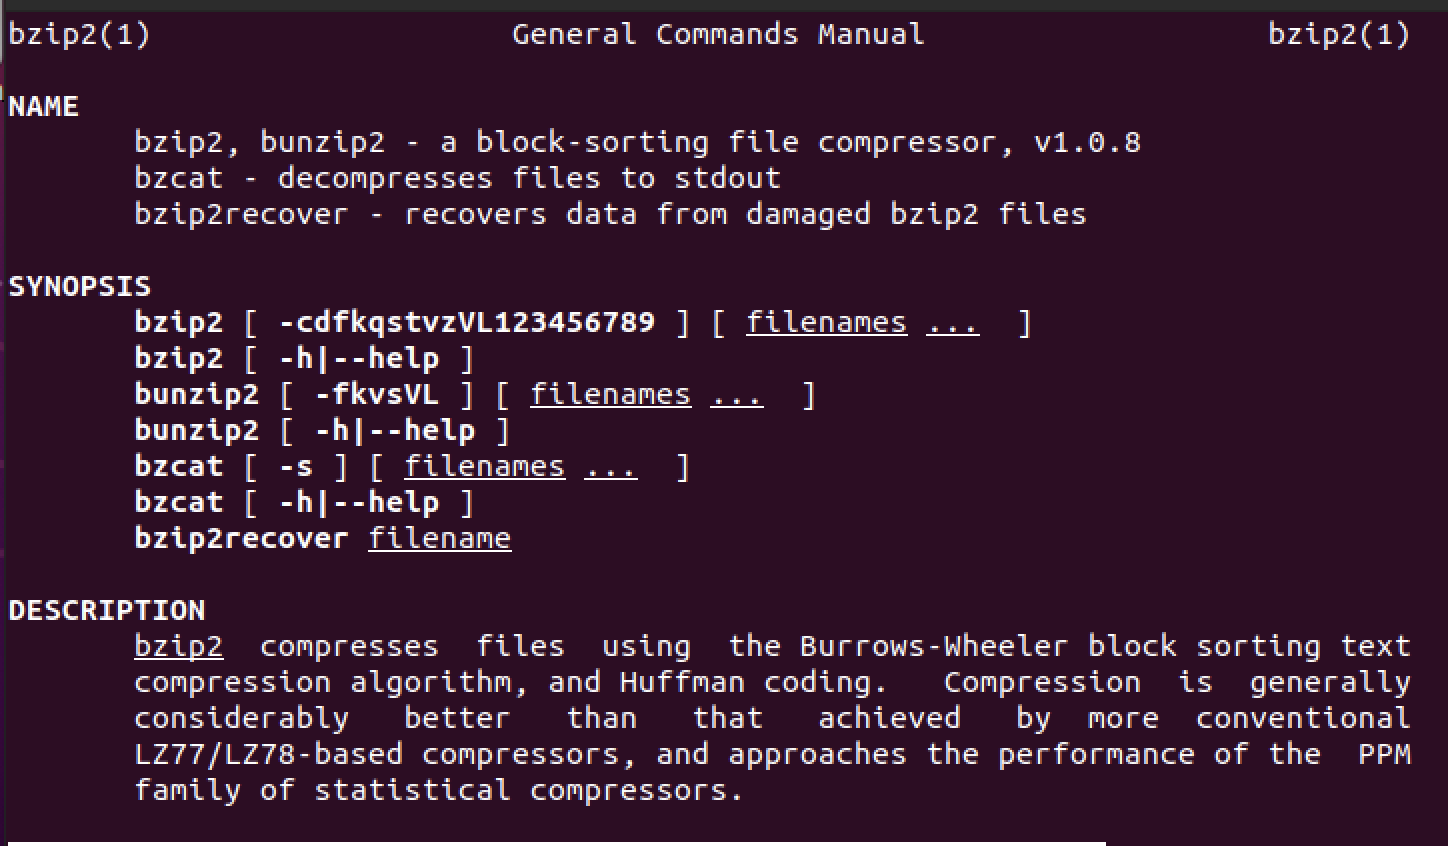 bzip2(1) General Commands Manual bzip2(1)
NAME
bzip2, bunzip2 - a block-sorting file compressor, v1.0.8
bzcat - decompresses files to stdout
bzip2recover - recovers data from damaged bzip2 files
SYNOPSIS
bzip2 [ -cdfkqstvzVL123456789 ] [ filenames ... ]
bzip2 [ -h|--help ]
bunzip2 [ -fkvsVL ] [ filenames ... ]
bunzip2 [ -h|--help ]
bzcat [ -s ] [ filenames ... ]
bzcat [ -h|--help ]
bzip2recover filename
DESCRIPTION
bzip2 compresses files using the Burrows-Wheeler block sorting text
compression algorithm, and Huffman coding. Compression is generally
considerably better than that achieved by more conventional
LZ77/LZ78-based compressors, and approaches the performance of the PPM
family of statistical compressors.